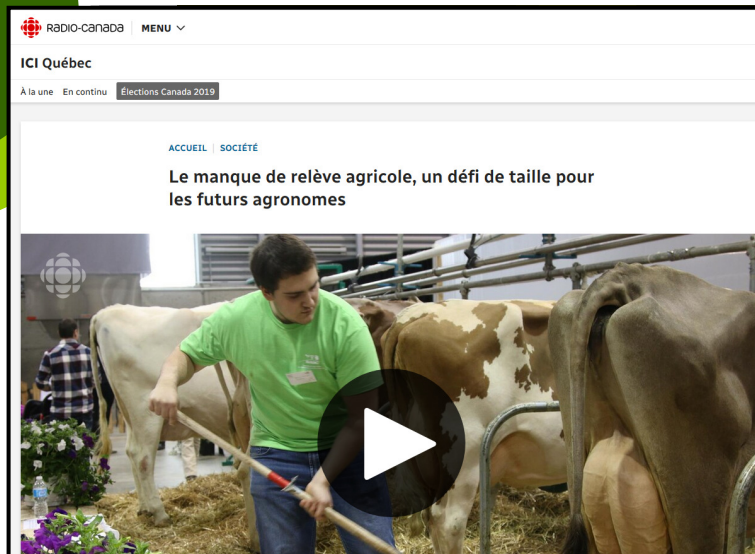 RADIO-CANADA MENU
ICI Québec
À la une En continu Élections Canada 2019
ACCUEIL | SOCIÉTÉ
Le manque de relève agricole, un défi de taille pour
les futurs agronomes